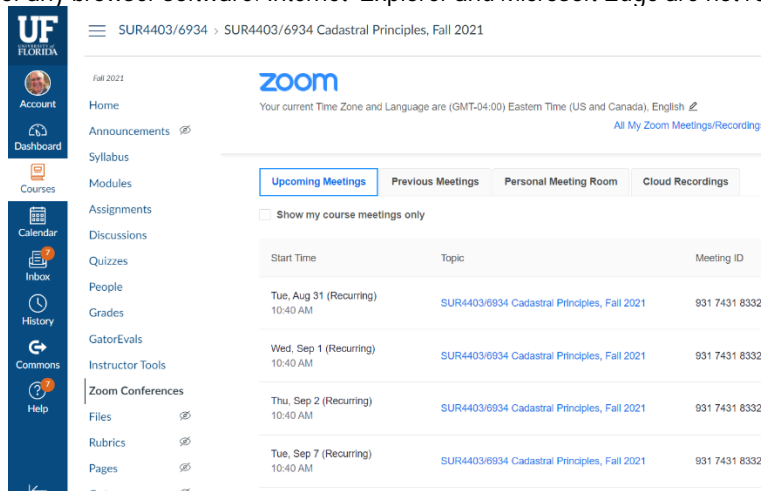 UF
UNIVERSITY of
FLORIDA
SUR4403/6934 › SUR4403/6934 Cadastral Principles, Fall 2021
Account
Dashboard
Courses
Calendar
7
Inbox
History
Commons
7
Help
Fall 2021
Home
Announcements
Syllabus
Modules
Assignments
Discussions
Quizzes
People
Grades
GatorEvals
Instructor Tools
Zoom Conferences
Files
Rubrics
Pages
zoom
Your current Time Zone and Language are (GMT-04:00) Eastern Time (US and Canada), English
All My Zoom Meetings/Recordings
Upcoming Meetings Previous Meetings Personal Meeting Room Cloud Recordings
Show my course meetings only
Start Time Topic Meeting ID
Tue, Aug 31 (Recurring)
10:40 AM
SUR4403/6934 Cadastral Principles, Fall 2021 931 7431 8332
Wed, Sep 1 (Recurring)
10:40 AM
SUR4403/6934 Cadastral Principles, Fall 2021 931 7431 8332
Thu, Sep 2 (Recurring)
10:40 AM
SUR4403/6934 Cadastral Principles, Fall 2021 931 7431 8332
Tue, Sep 7 (Recurring)
10:40 AM
SUR4403/6934 Cadastral Principles, Fall 2021 931 7431 8332